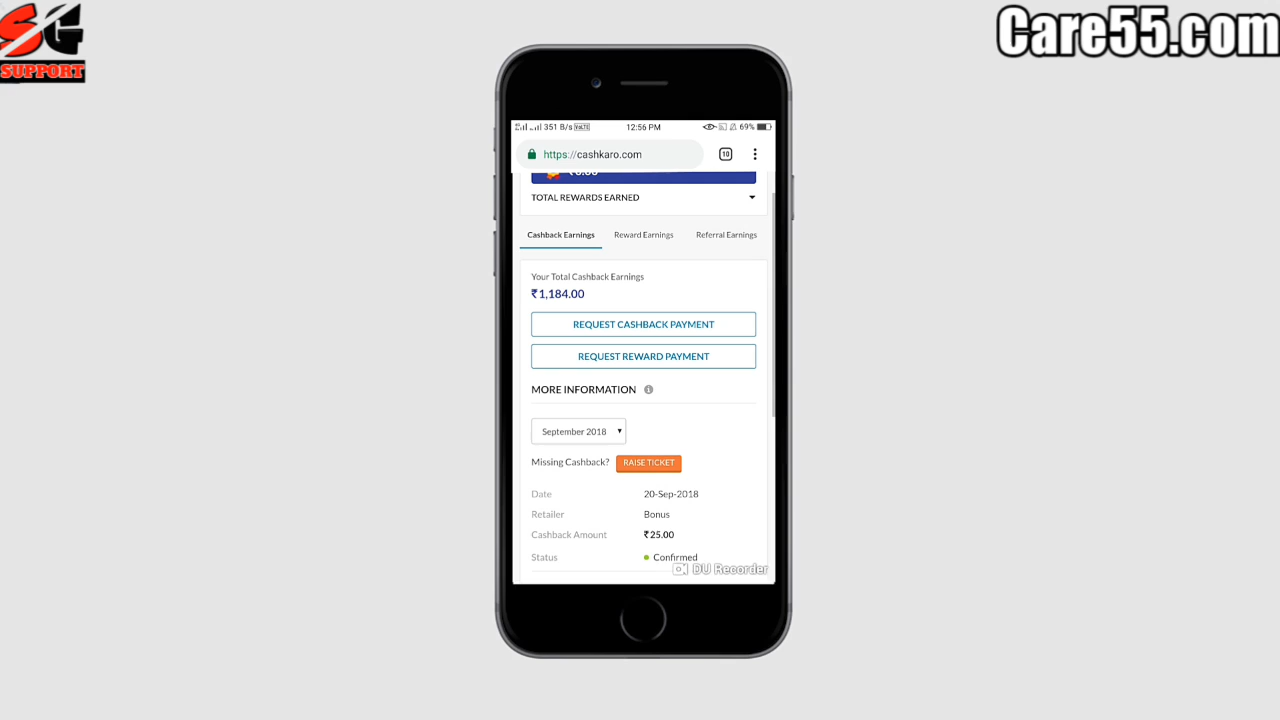 SG
SUPPORT
Care55.com
351 B/s VoLTE 12:56 PM 69%
https://cashkaro.com 10
TOTAL REWARDS EARNED
Cashback Earnings Reward Earnings Referral Earnings
Your Total Cashback Earnings
₹1,184.00
REQUEST CASHBACK PAYMENT
REQUEST REWARD PAYMENT
MORE INFORMATION
September 2018
Missing Cashback? RAISE TICKET
Date 20-Sep-2018
Retailer Bonus
Cashback Amount ₹25.00
Status Confirmed
DU Recorder